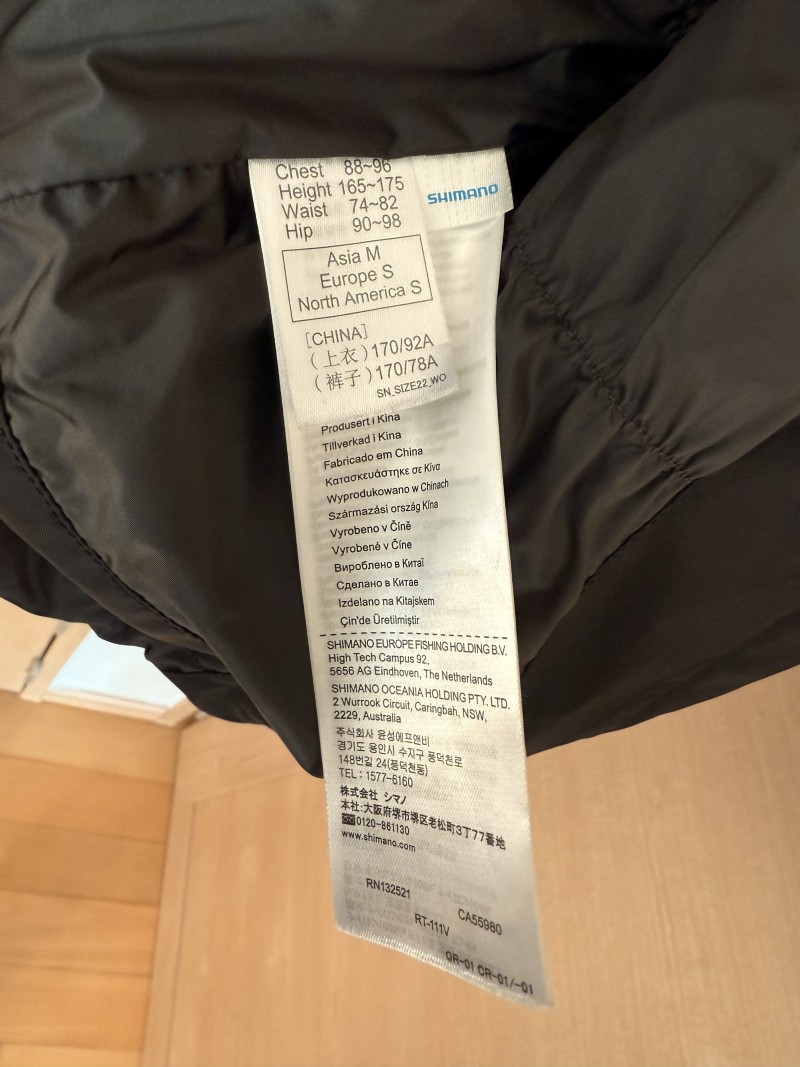 Chest 88~96
Height 165~175
Waist 74~82
Hip 90~98
SHIMANO
Asia M
Europe S
North America S
[CHINA]
(上衣)170/92A
(裤子)170/78A
SN_SIZE22_WO
Produsert i Kina
Tillverkad i Kina
Fabricado em China
Κατασκευάστηκε σε Κίνα
Wyprodukowano w Chinach
Származási ország Kína
Vyrobeno v Číně
Vyrobené v Číne
Вироблено в Китаї
Сделано в Китае
Izdelano na Kitajskem
Çin'de Üretilmiştir
SHIMANO EUROPE FISHING HOLDING B.V.
High Tech Campus 92,
5656 AG Eindhoven, The Netherlands
SHIMANO OCEANIA HOLDING PTY. LTD.
2 Wurrook Circuit, Caringbah, NSW,
2229, Australia
주식회사 윤성에프앤비
경기도 용인시 수지구 풍덕천로
148번길 24(풍덕천동)
TEL : 1577-6160
株式会社 シマノ
本社:大阪府堺市堺区老松町3丁77番地
0120-861130
www.shimano.com
RN132521
CA55980
RT-111V
QR-01 CR-01/-01